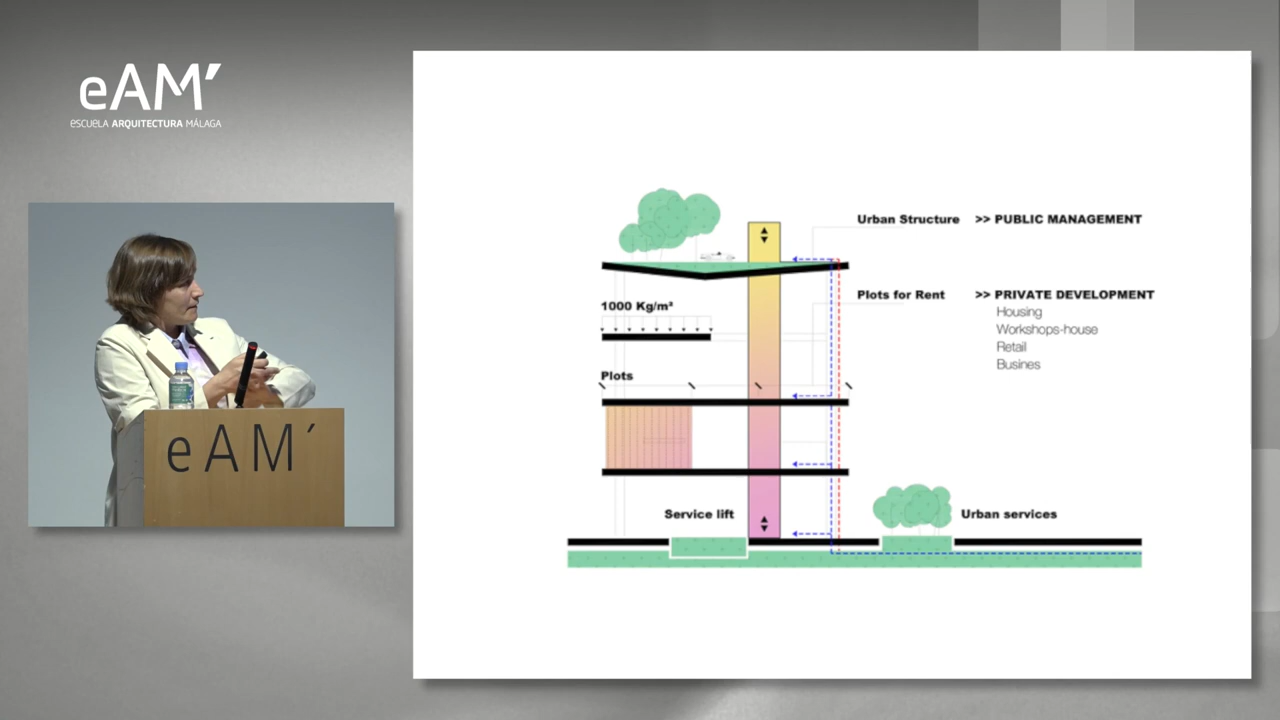 eAM′
ESCUELA ARQUITECTURA MÁLAGA
eAM′
Urban Structure >> PUBLIC MANAGEMENT
Plots for Rent >> PRIVATE DEVELOPMENT
Housing
Workshops-house
Retail
Busines
1000 Kg/m²
Plots
Service lift
Urban services